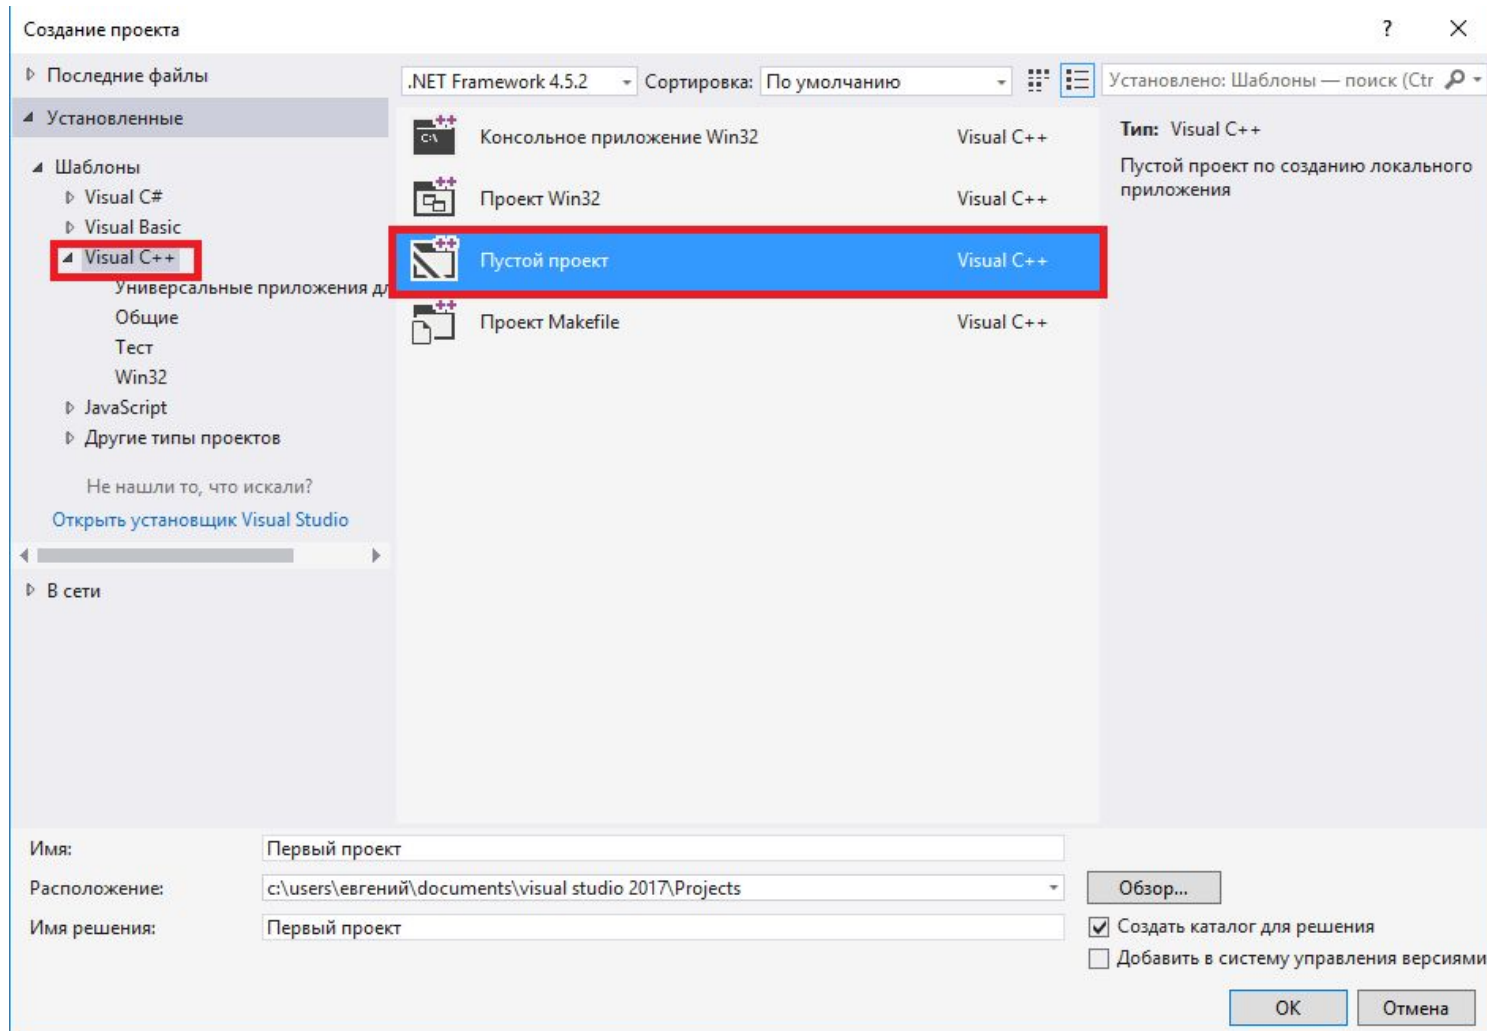 Создание проекта
?
Последние файлы
Установленные
Шаблоны
Visual C#
Visual Basic
Visual C++
Универсальные приложения дл
Общие
Тест
Win32
JavaScript
Другие типы проектов
Не нашли то, что искали?
Открыть установщик Visual Studio
В сети
.NET Framework 4.5.2 Сортировка: По умолчанию
Консольное приложение Win32 Visual C++
Проект Win32 Visual C++
Пустой проект Visual C++
Проект Makefile Visual C++
Установлено: Шаблоны — поиск (Ctr
Тип: Visual C++
Пустой проект по созданию локального
приложения
Имя: Первый проект
Расположение: c:\users\евгений\documents\visual studio 2017\Projects Обзор...
Имя решения: Первый проект
Создать каталог для решения
Добавить в систему управления версиями
OK Отмена